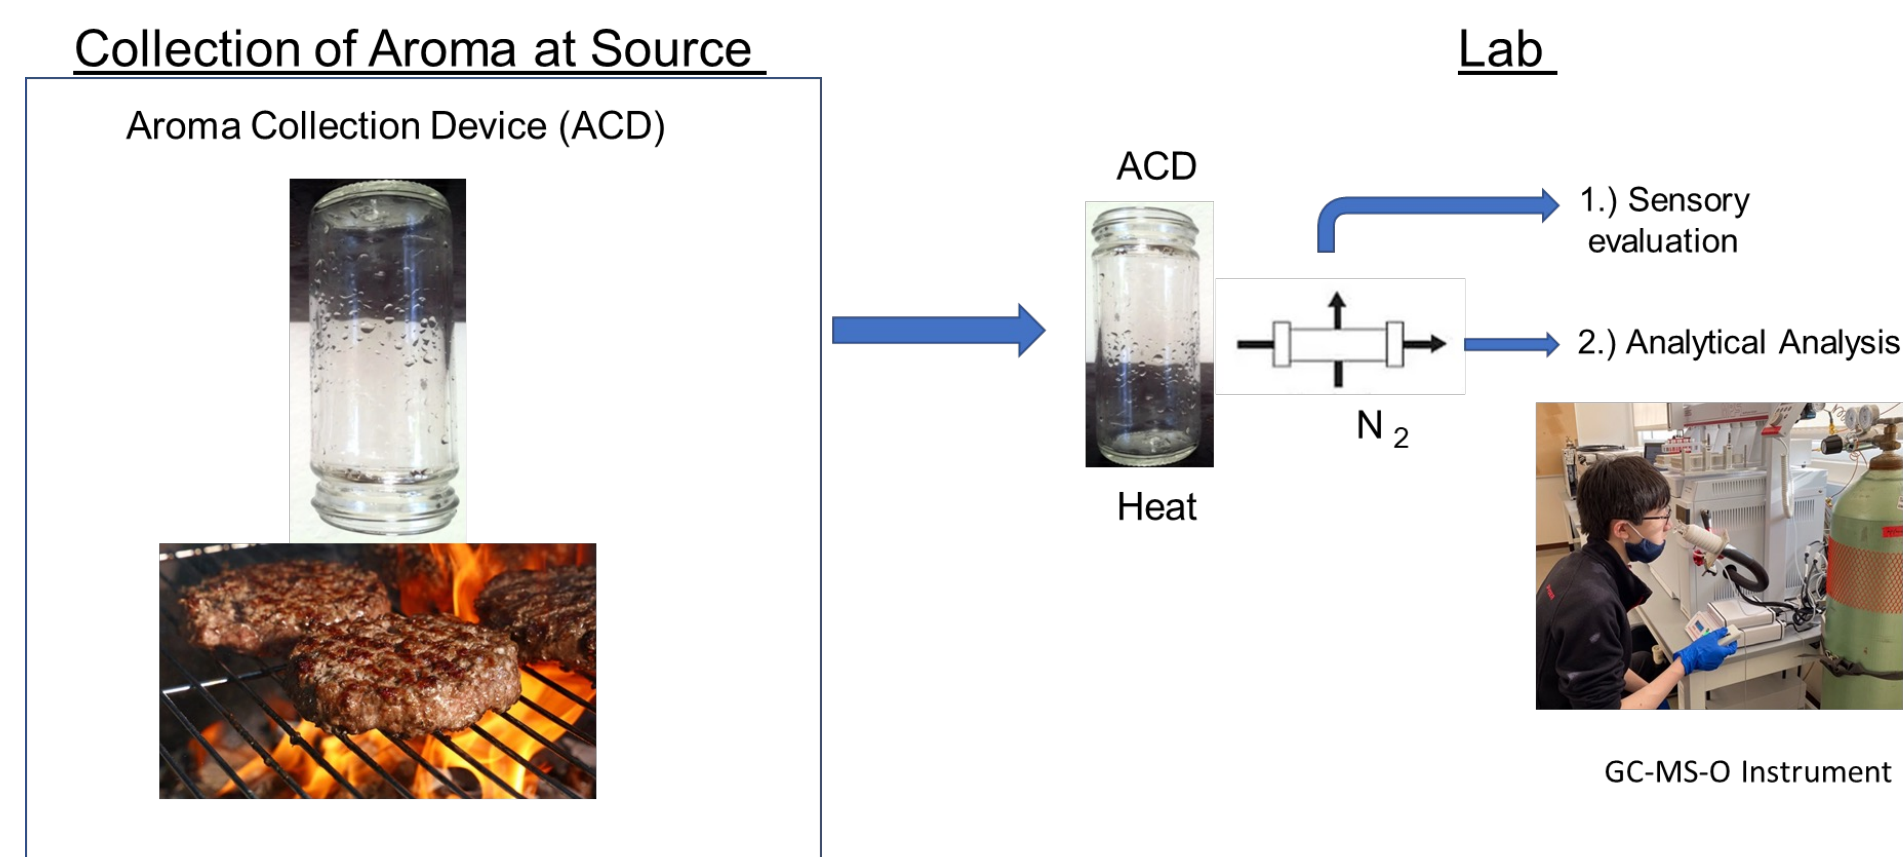 Collection of Aroma at Source
Aroma Collection Device (ACD)
Lab
ACD
Heat
N 2
1.) Sensory
evaluation
2.) Analytical Analysis
GC-MS-O Instrument